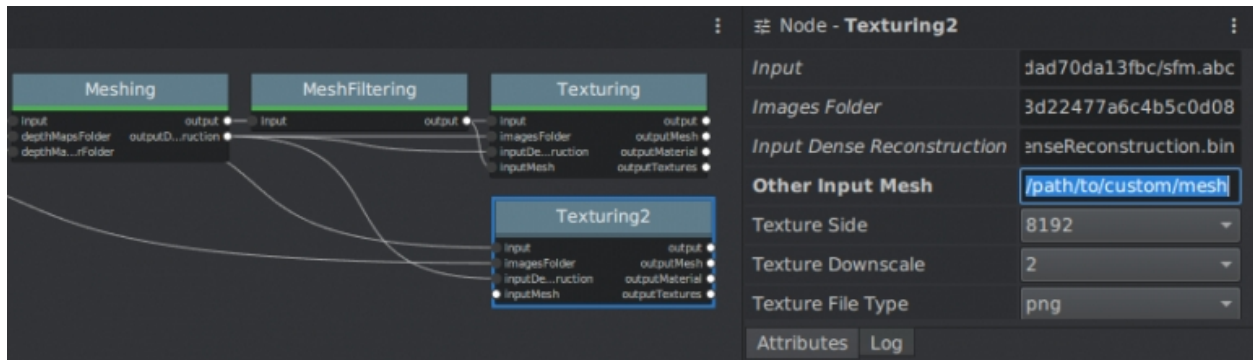 Meshing
input output
depthMapsFolder outputD...ruction
depthMa...rFolder
MeshFiltering
input output
Texturing
input output
imagesFolder outputMesh
inputDe...ruction outputMaterial
inputMesh outputTextures
Texturing2
input output
imagesFolder outputMesh
inputDe...ruction outputMaterial
inputMesh outputTextures
Node - Texturing2
Input dad70da13fbc/sfm.abc
Images Folder 3d22477a6c4b5c0d08
Input Dense Reconstruction enseReconstruction.bin
Other Input Mesh /path/to/custom/mesh
Texture Side 8192
Texture Downscale 2
Texture File Type png
Attributes Log